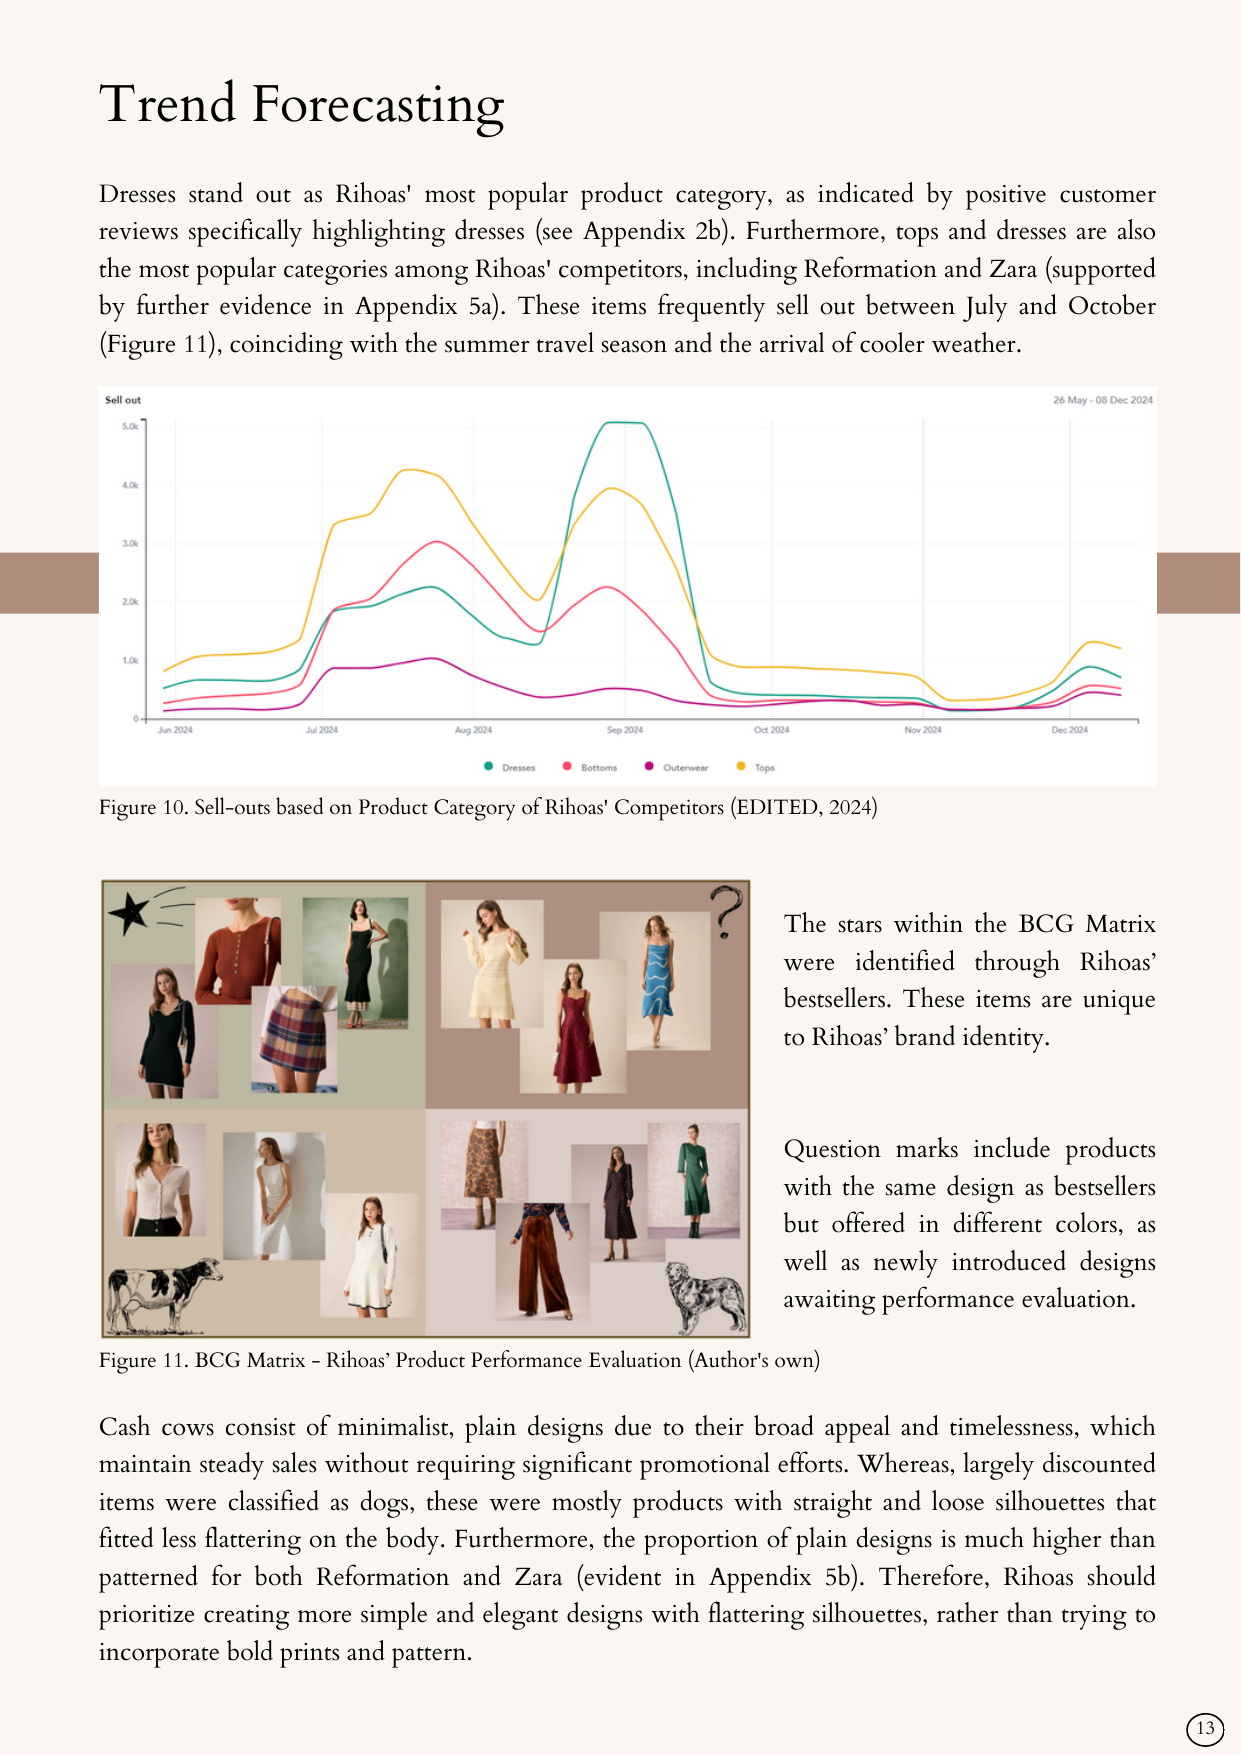 Trend Forecasting
Dresses stand out as Rihoas' most popular product category, as indicated by positive customer
reviews specifically highlighting dresses (see Appendix 2b). Furthermore, tops and dresses are also
the most popular categories among Rihoas' competitors, including Reformation and Zara (supported
by further evidence in Appendix 5a). These items frequently sell out between July and October
(Figure 11), coinciding with the summer travel season and the arrival of cooler weather.
Sell out
26 May - 08 Dec 2024
5.0k
4.0k
3.0k
2.0k
1.0k
0
Jun 2024 Jul 2024 Aug 2024 Sep 2024 Oct 2024 Nov 2024 Dec 2024
Dresses Bottoms Outerwear Tops
Figure 10. Sell-outs based on Product Category of Rihoas' Competitors (EDITED, 2024)
?
The stars within the BCG Matrix
were identified through Rihoas’
bestsellers. These items are unique
to Rihoas’ brand identity.
Question marks include products
with the same design as bestsellers
but offered in different colors, as
well as newly introduced designs
awaiting performance evaluation.
Figure 11. BCG Matrix - Rihoas’ Product Performance Evaluation (Author's own)
Cash cows consist of minimalist, plain designs due to their broad appeal and timelessness, which
maintain steady sales without requiring significant promotional efforts. Whereas, largely discounted
items were classified as dogs, these were mostly products with straight and loose silhouettes that
fitted less flattering on the body. Furthermore, the proportion of plain designs is much higher than
patterned for both Reformation and Zara (evident in Appendix 5b). Therefore, Rihoas should
prioritize creating more simple and elegant designs with flattering silhouettes, rather than trying to
incorporate bold prints and pattern.
13